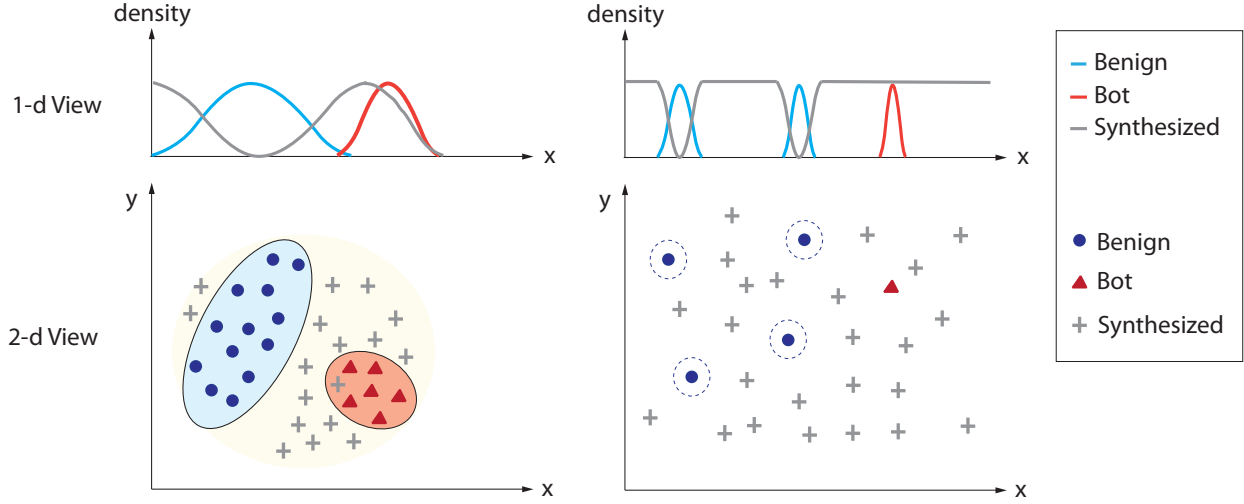 density
density
1-d View
x
x
Benign
Bot
Synthesized
y
y
2-d View
x
x
Benign
Bot
Synthesized